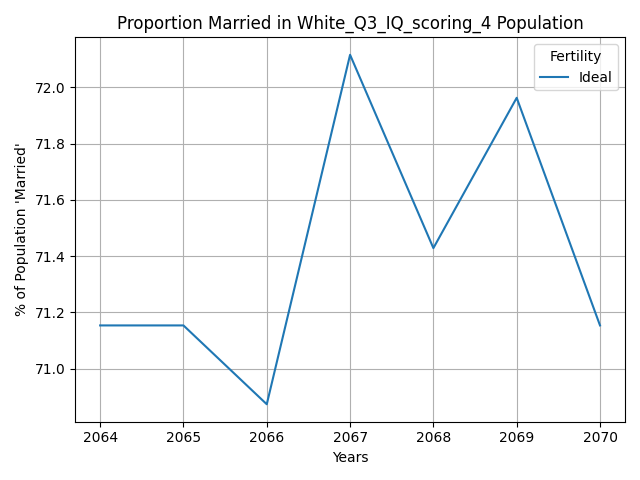 Proportion Married in White_Q3_IQ_scoring_4 Population
Fertility
Ideal
% of Population 'Married'
72.0
71.8
71.6
71.4
71.2
71.0
2064 2065 2066 2067 2068 2069 2070
Years